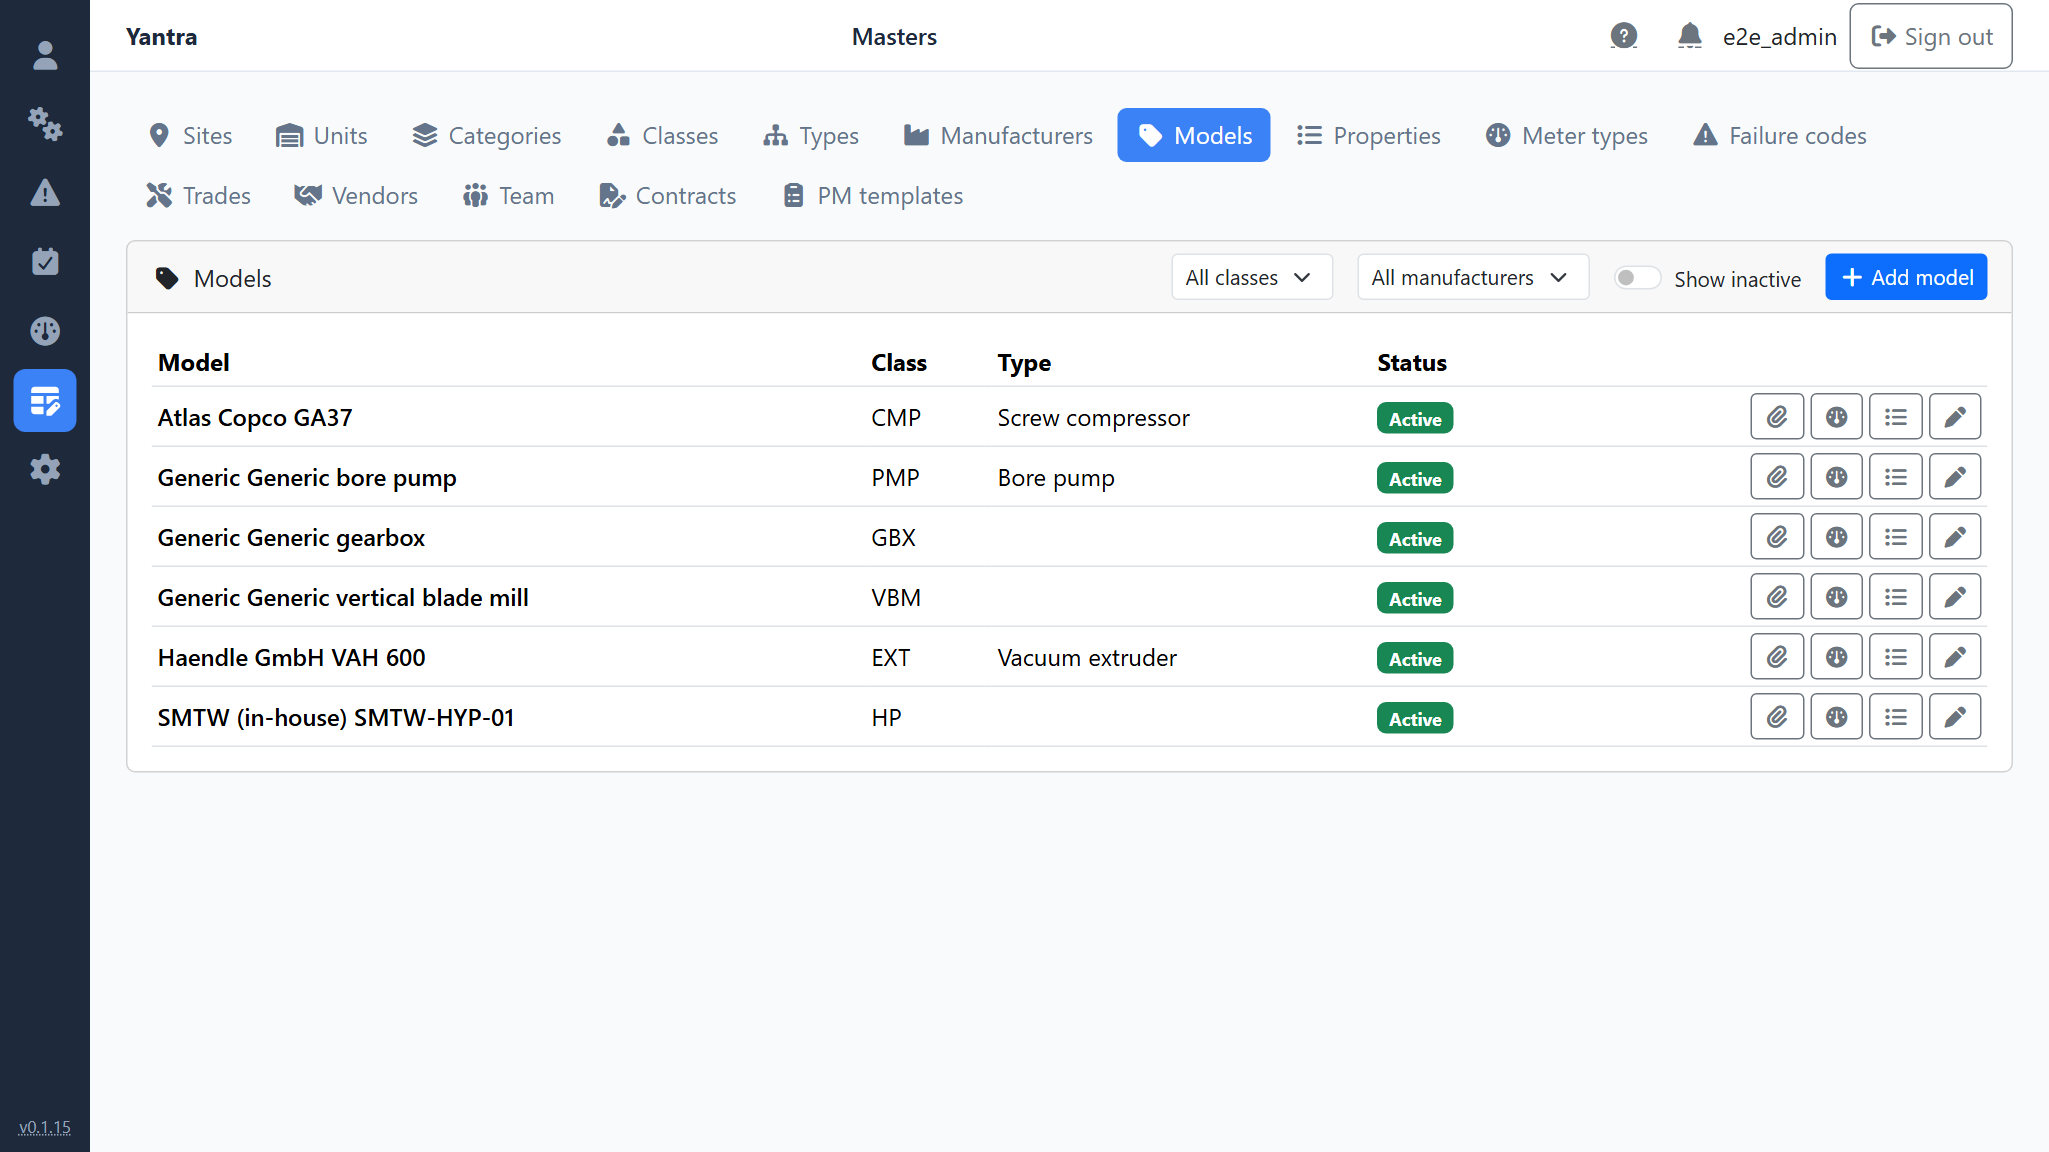 Yantra
Masters
e2e_admin
Sign out
Sites
Units
Categories
Classes
Types
Manufacturers
Models
Properties
Meter types
Failure codes
Trades
Vendors
Team
Contracts
PM templates
Models
All classes
All manufacturers
Show inactive
Add model
Model Class Type Status
Atlas Copco GA37 CMP Screw compressor Active
Generic Generic bore pump PMP Bore pump Active
Generic Generic gearbox GBX Active
Generic Generic vertical blade mill VBM Active
Haendle GmbH VAH 600 EXT Vacuum extruder Active
SMTW (in-house) SMTW-HYP-01 HP Active
v0.1.15